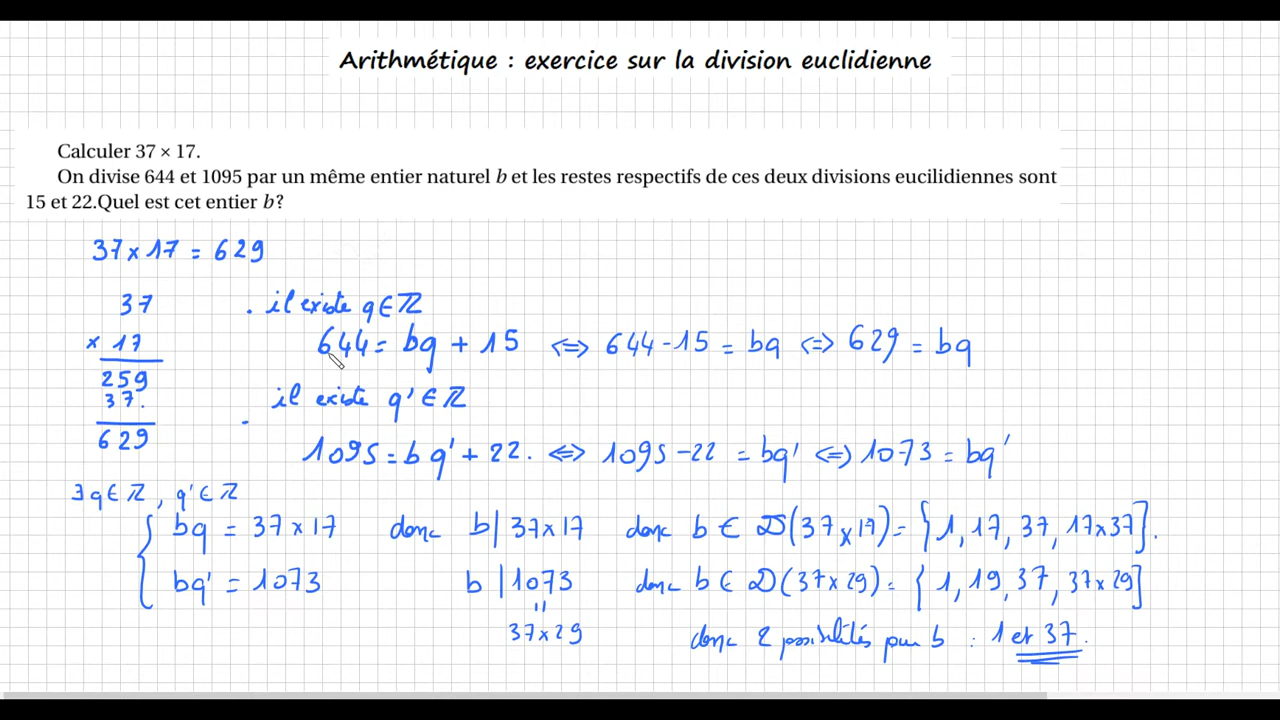 Arithmétique : exercice sur la division euclidienne
Calculer 37 × 17.
On divise 644 et 1095 par un même entier naturel b et les restes respectifs de ces deux divisions eucilidiennes sont
15 et 22.Quel est cet entier b?
37 × 17 = 629
37
× 17
259
37.
629
. il existe q ∈ ℤ
644 = bq + 15 ⇔ 644 - 15 = bq ⇔ 629 = bq
. il existe q' ∈ ℤ
1095 = bq' + 22. ⇔ 1095 - 22 = bq' ⇔ 1073 = bq'
∃ q ∈ ℤ, q' ∈ ℤ
{ bq = 37 × 17 donc b | 37 × 17 donc b ∈ D(37 × 17) = {1, 17, 37, 17×37}.
bq' = 1073 b | 1073 donc b ∈ D(37×29) = {1, 19, 37, 37×29}
"
37×29
donc 2 possibilités pour b : 1 et 37.